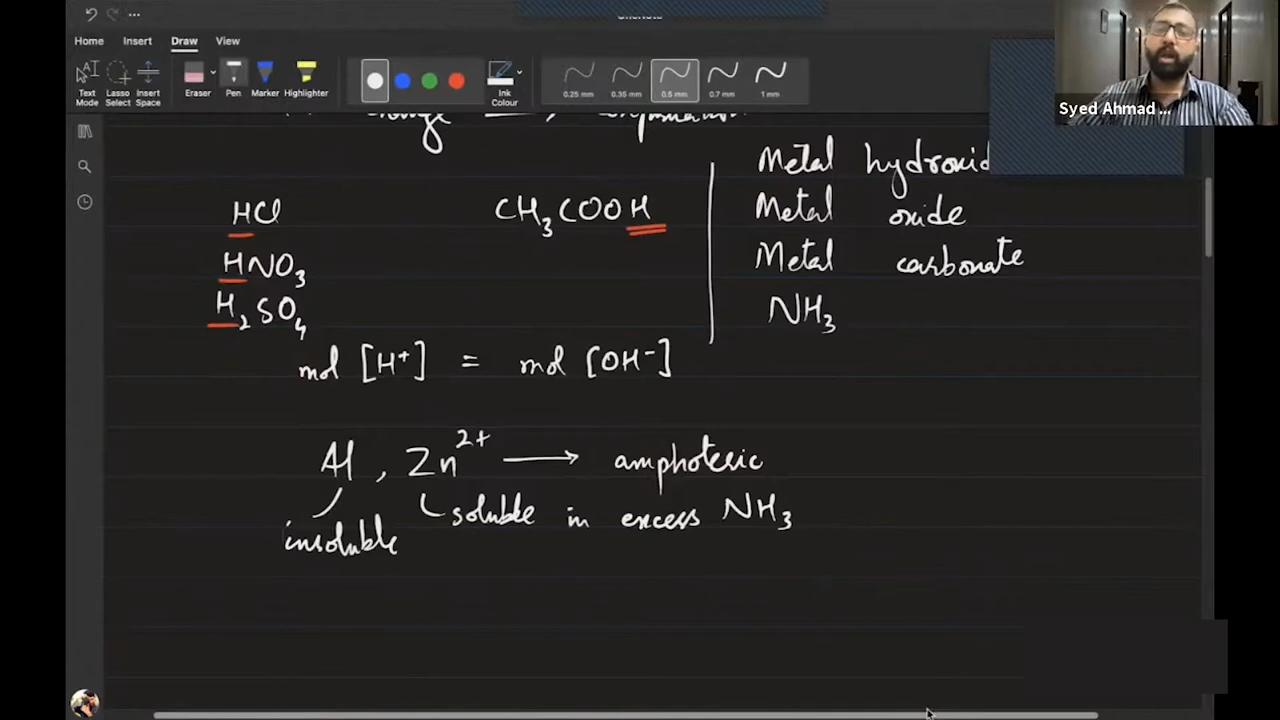 Home Insert Draw View
Text Mode
Lasso Select
Insert Space
Eraser
Pen
Marker
Highlighter
Ink Colour
0.25 mm
0.35 mm
0.5 mm
0.7 mm
1 mm
Syed Ahmad ...
HCl
HNO₃
H₂SO₄
CH₃COOH
Metal
Metal oxide
Metal carbonate
NH₃
mol [H⁺] = mol [OH⁻]
Al , Zn²⁺ ⟶ amphoteric
insoluble
soluble in excess NH₃